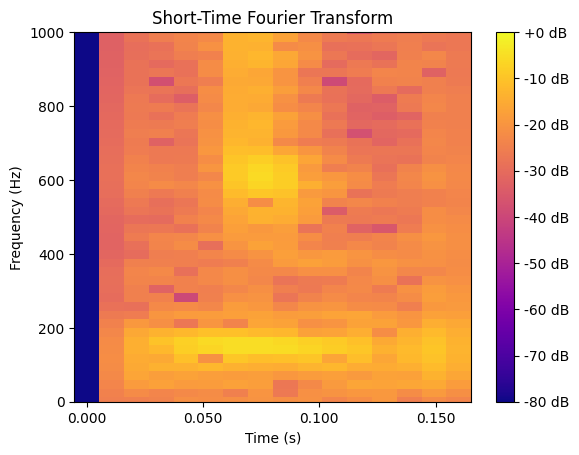 Short-Time Fourier Transform
1000
800
600
400
200
0
Frequency (Hz)
0.000
0.050
0.100
0.150
Time (s)
+0 dB
-10 dB
-20 dB
-30 dB
-40 dB
-50 dB
-60 dB
-70 dB
-80 dB